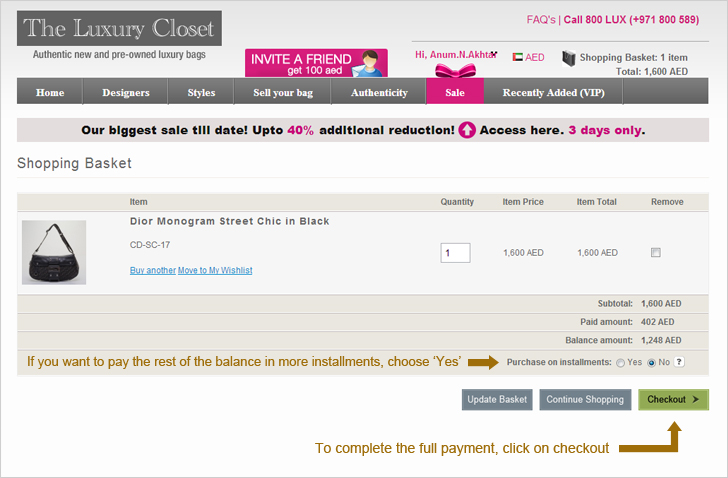 The Luxury Closet
Authentic new and pre-owned luxury bags
FAQ's | Call 800 LUX (+971 800 589)
INVITE A FRIEND
get 100 aed
Hi, Anum.N.Akhtar
AED
Shopping Basket: 1 item
Total: 1,600 AED
Home Designers Styles Sell your bag Authenticity Sale Recently Added (VIP)
Our biggest sale till date! Upto 40% additional reduction! Access here. 3 days only.
Shopping Basket
Item Quantity Item Price Item Total Remove
Dior Monogram Street Chic in Black
CD-SC-17
1 1,600 AED 1,600 AED
Buy another Move to My Wishlist
Subtotal: 1,600 AED
Paid amount: 402 AED
Balance amount: 1,248 AED
If you want to pay the rest of the balance in more installments, choose ‘Yes’
Purchase on installments: Yes No ?
Update Basket Continue Shopping Checkout >
To complete the full payment, click on checkout